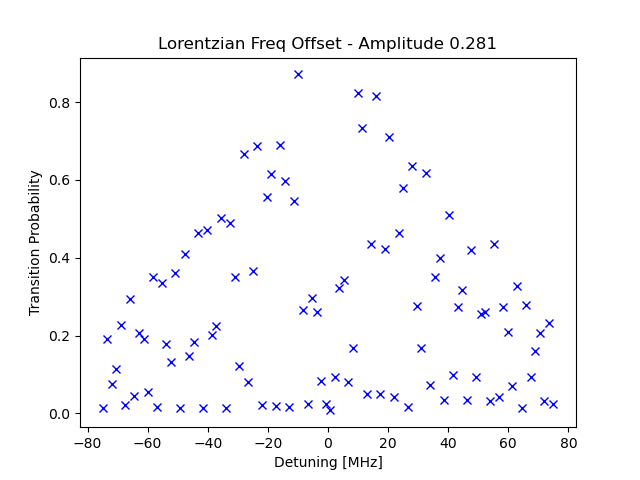 Lorentzian Freq Offset - Amplitude 0.281
0.8
0.6
0.4
0.2
0.0
Transition Probability
−80 −60 −40 −20 0 20 40 60 80
Detuning [MHz]